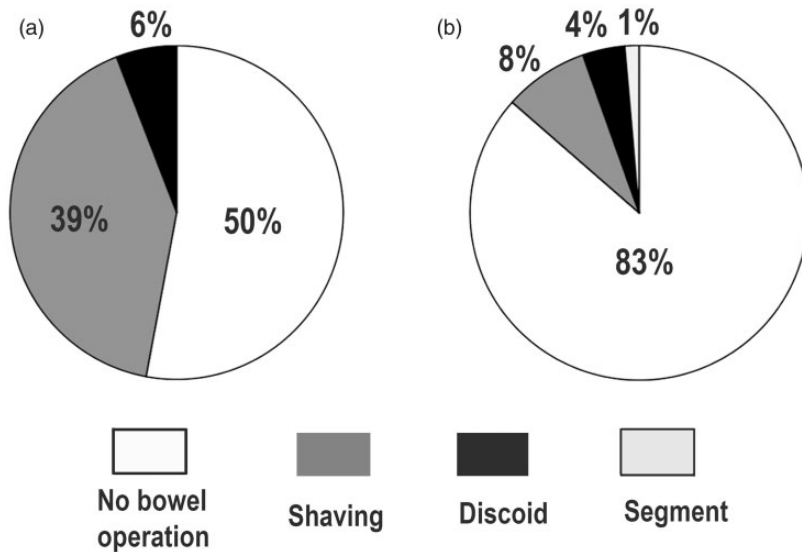 (a)
6%
39%
50%
(b)
8%
4%
1%
83%
No bowel
operation
Shaving
Discoid
Segment